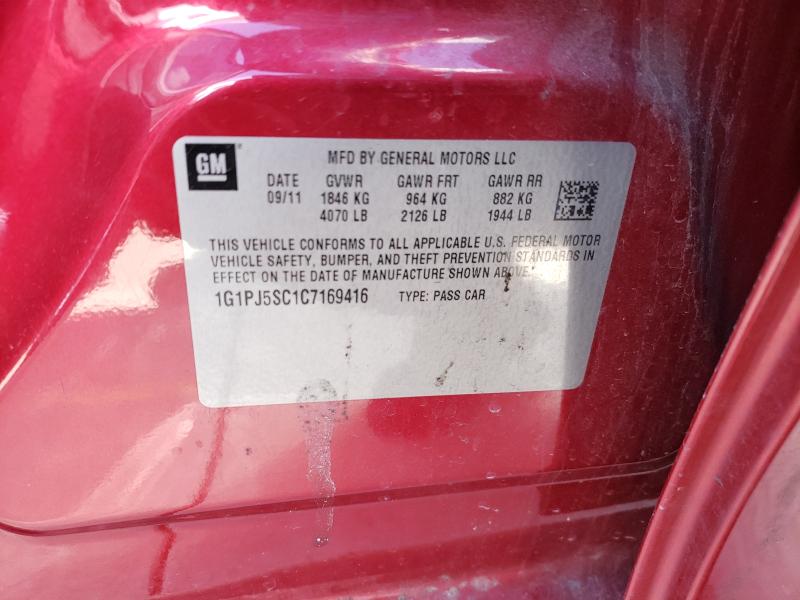 GM
MFD BY GENERAL MOTORS LLC
DATE GVWR GAWR FRT GAWR RR
09/11 1846 KG 964 KG 882 KG
4070 LB 2126 LB 1944 LB
THIS VEHICLE CONFORMS TO ALL APPLICABLE U.S. FEDERAL MOTOR
VEHICLE SAFETY, BUMPER, AND THEFT PREVENTION STANDARDS IN
EFFECT ON THE DATE OF MANUFACTURE SHOWN ABOVE.
1G1PJ5SC1C7169416 TYPE: PASS CAR